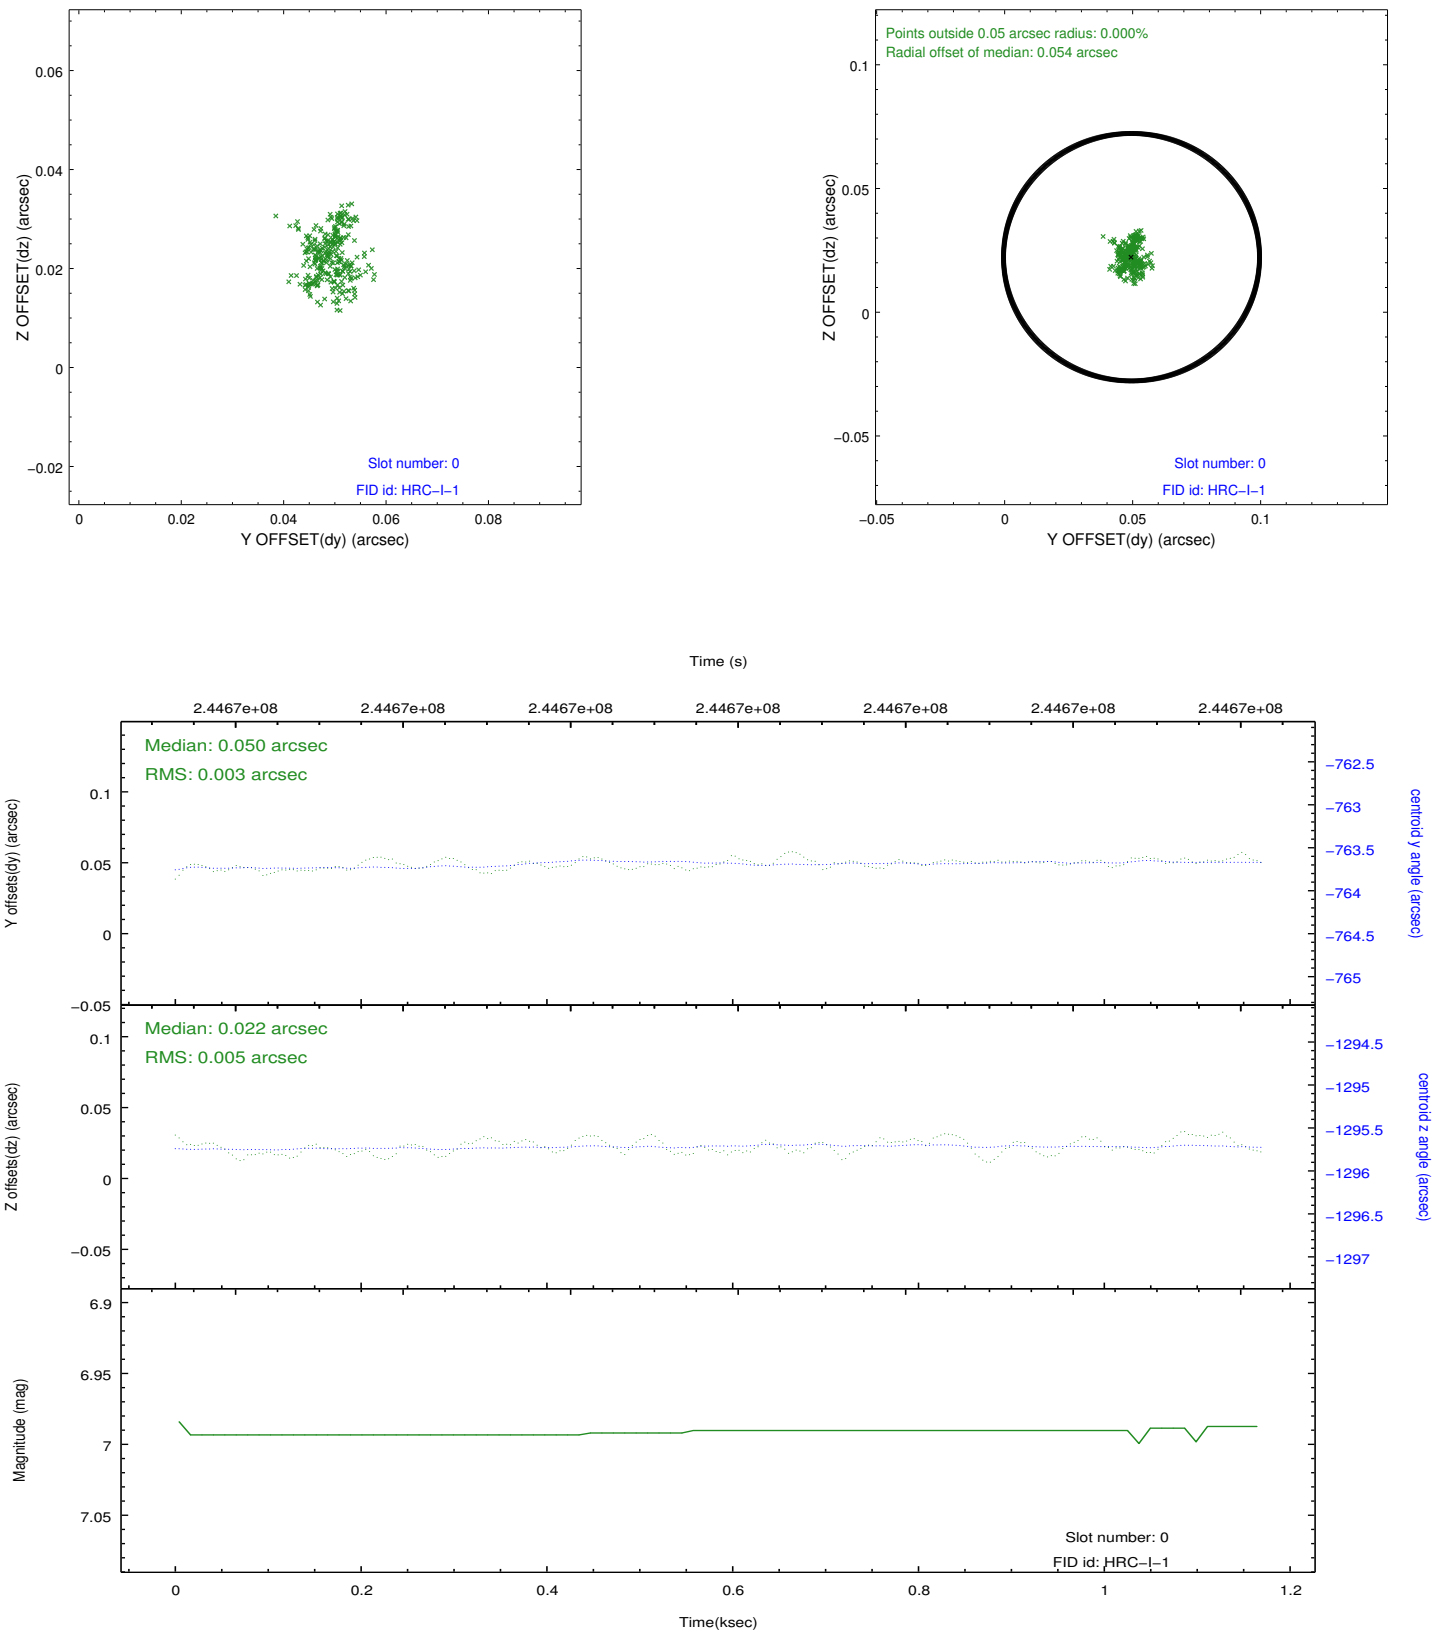 0.06
0.04
0.02
0
−0.02
Z OFFSET(dz) (arcsec)
Slot number: 0
FID id: HRC−I−1
0 0.02 0.04 0.06 0.08
Y OFFSET(dy) (arcsec)
Points outside 0.05 arcsec radius: 0.000%
Radial offset of median: 0.054 arcsec
0.1
0.05
0
−0.05
Z OFFSET(dz) (arcsec)
Slot number: 0
FID id: HRC−I−1
−0.05 0 0.05 0.1
Y OFFSET(dy) (arcsec)
Time (s)
2.4467e+08 2.4467e+08 2.4467e+08 2.4467e+08 2.4467e+08 2.4467e+08 2.4467e+08
Median: 0.050 arcsec
RMS: 0.003 arcsec
0.1
0.05
0
−0.05
Y offsets(dy) (arcsec)
−762.5
−763
−763.5
−764
−764.5
−765
centroid y angle (arcsec)
Median: 0.022 arcsec
RMS: 0.005 arcsec
0.1
0.05
0
−0.05
Z offsets(dz) (arcsec)
−1294.5
−1295
−1295.5
−1296
−1296.5
−1297
centroid z angle (arcsec)
6.9
6.95
7
7.05
Magnitude (mag)
Slot number: 0
FID id: HRC−I−1
0 0.2 0.4 0.6 0.8 1 1.2
Time(ksec)